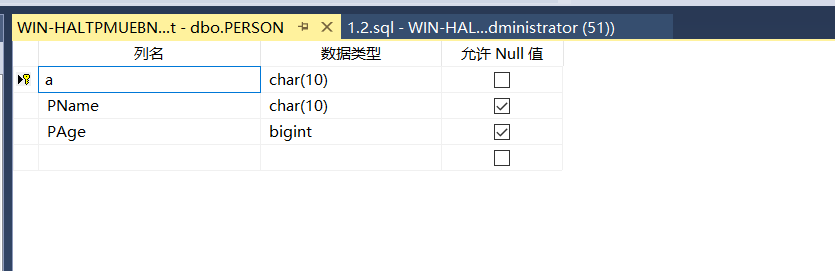 WIN-HALTPMUEBN...t - dbo.PERSON
1.2.sql - WIN-HAL...dministrator (51))
列名 数据类型 允许 Null 值
a char(10)
PName char(10)
PAge bigint